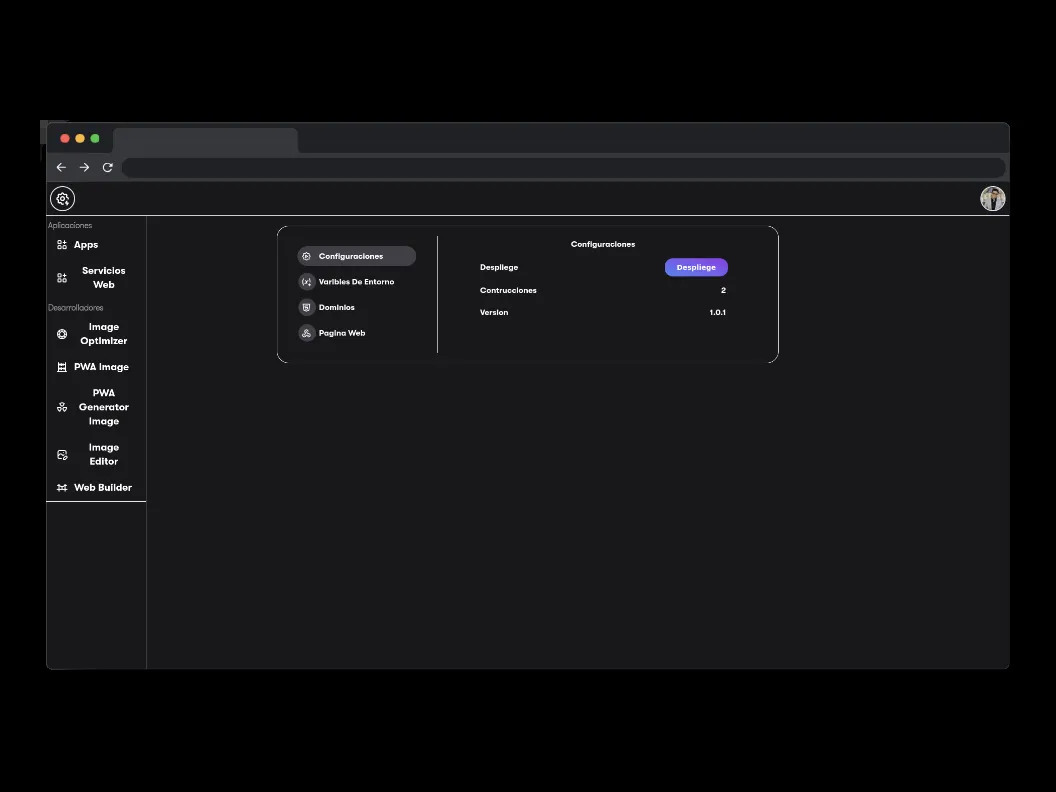 Aplicaciones
Apps
Servicios
Web
Desarrolladores
Image
Optimizer
PWA Image
PWA
Generator
Image
Image
Editor
Web Builder
Configuraciones
Varibles De Entorno
Dominios
Pagina Web
Configuraciones
Despliege Despliege
Contrucciones 2
Version 1.0.1